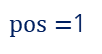 pos =1